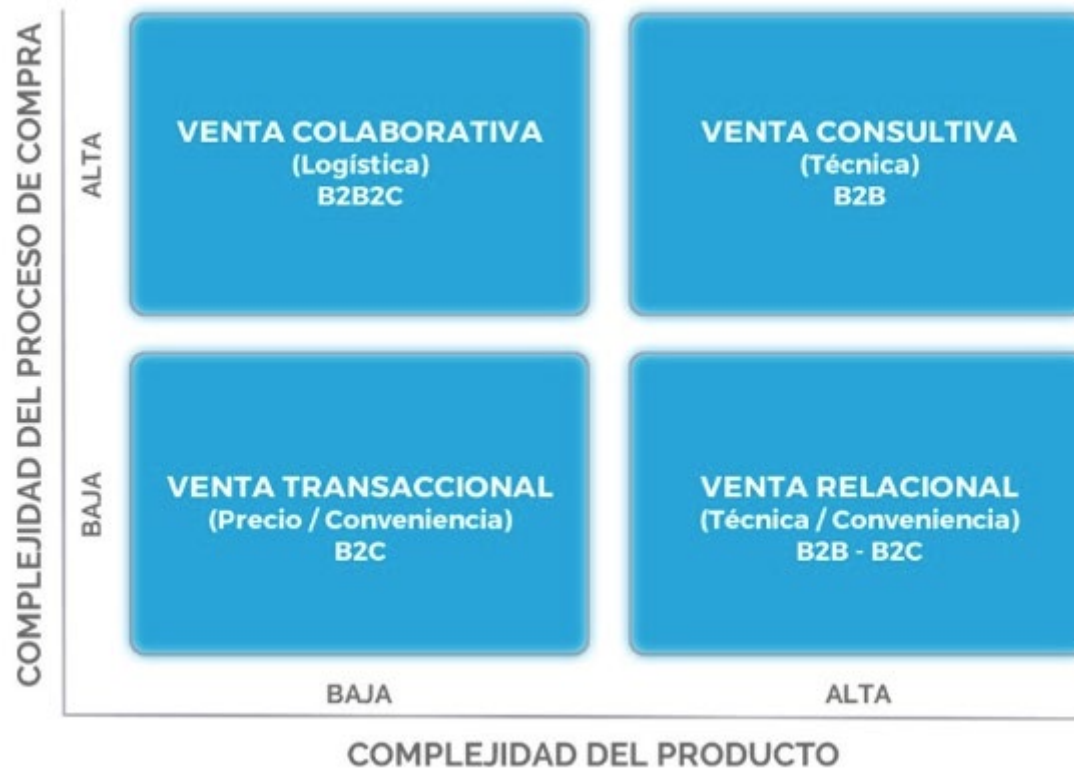 COMPLEJIDAD DEL PROCESO DE COMPRA
ALTA
VENTA COLABORATIVA
(Logística)
B2B2C
VENTA CONSULTIVA
(Técnica)
B2B
BAJA
VENTA TRANSACCIONAL
(Precio / Conveniencia)
B2C
VENTA RELACIONAL
(Técnica / Conveniencia)
B2B - B2C
BAJA
ALTA
COMPLEJIDAD DEL PRODUCTO